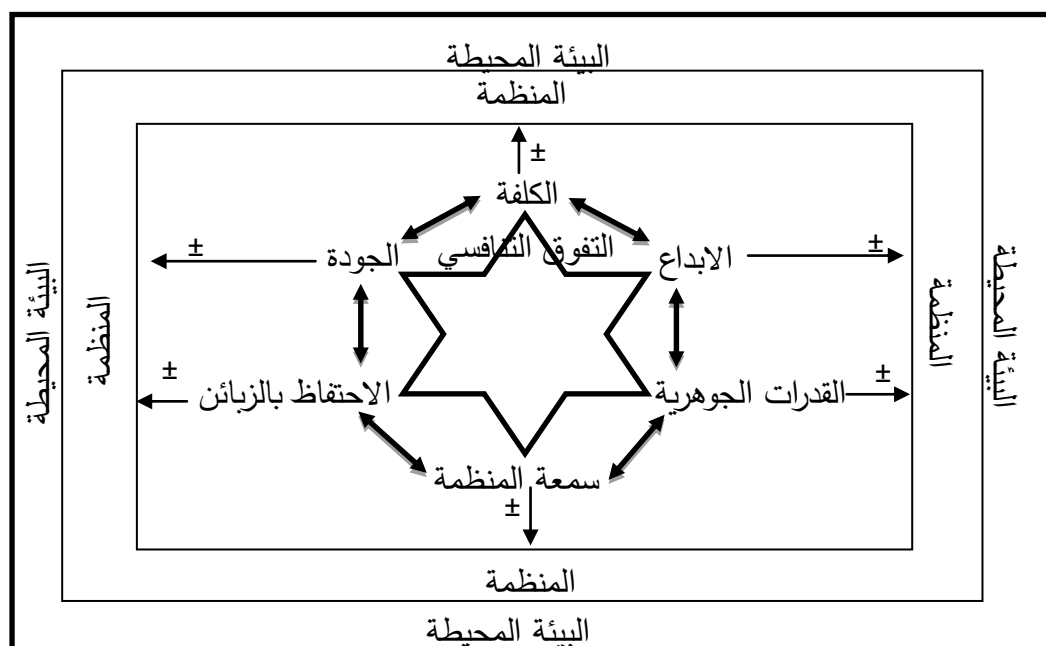 البيئة المحيطة
المنظمة
±
الكلفة
التفوق التنافسي
الابداع
±
الجودة
±
البيئة المحيطة
المنظمة
المنظمة
البيئة المحيطة
القدرات الجوهرية
±
الاحتفاظ بالزبائن
±
سمعة المنظمة
±
المنظمة
البيئة المحيطة